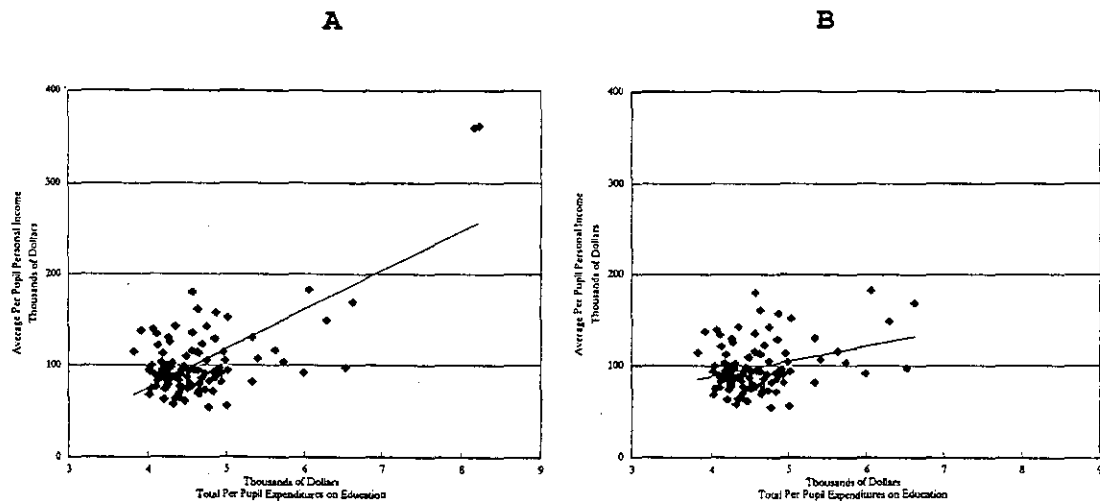 A
400
300
200
100
0
Average Per Pupil Personal Income
Thousands of Dollars
3 4 5 6 7 8 9
Thousands of Dollars
Total Per Pupil Expenditures on Education
B
400
300
200
100
0
Average Per Pupil Personal Income
Thousands of Dollars
3 4 5 6 7 8 9
Thousands of Dollars
Total Per Pupil Expenditures on Education